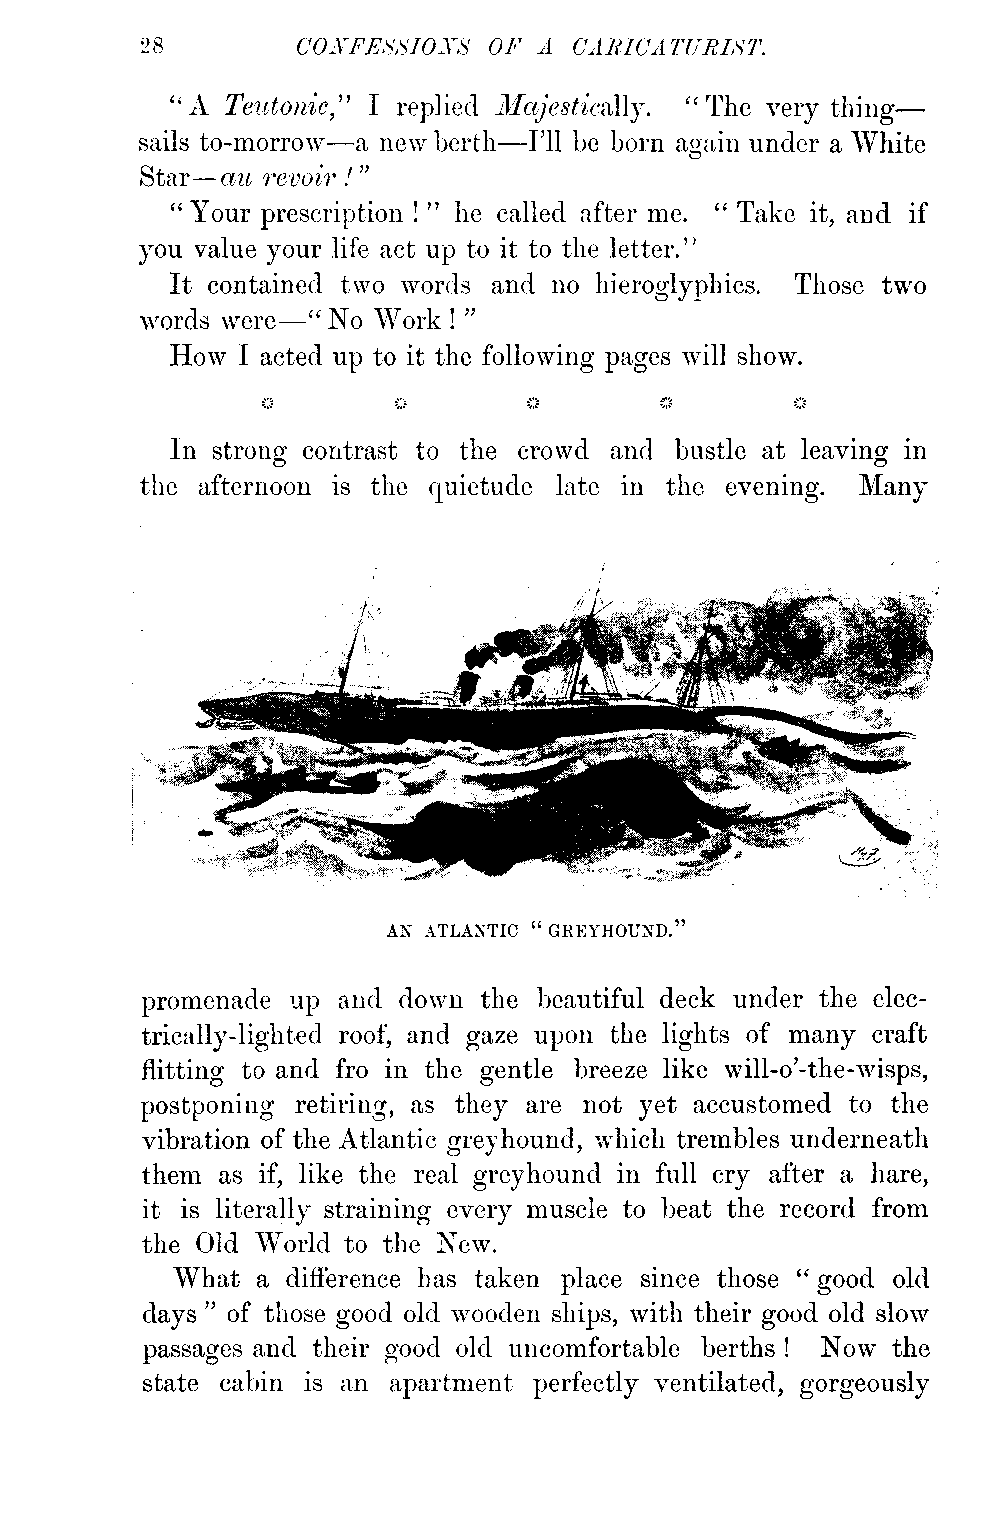 28 CONFESSIONS OF A CARICATURIST.
“A Teutonic,” I replied Majestically. “The very thing—
sails to-morrow—a new berth—I’ll be born again under a White
Star—au revoir!”
“Your prescription!” he called after me. “Take it, and if
you value your life act up to it to the letter.”
It contained two words and no hieroglyphics. Those two
words were—“No Work!”
How I acted up to it the following pages will show.
* * * * *
In strong contrast to the crowd and bustle at leaving in
the afternoon is the quietude late in the evening. Many
AN ATLANTIC “GREYHOUND.”
promenade up and down the beautiful deck under the elec-
trically-lighted roof, and gaze upon the lights of many craft
flitting to and fro in the gentle breeze like will-o’-the-wisps,
postponing retiring, as they are not yet accustomed to the
vibration of the Atlantic greyhound, which trembles underneath
them as if, like the real greyhound in full cry after a hare,
it is literally straining every muscle to beat the record from
the Old World to the New.
What a difference has taken place since those “good old
days” of those good old wooden ships, with their good old slow
passages and their good old uncomfortable berths! Now the
state cabin is an apartment perfectly ventilated, gorgeously